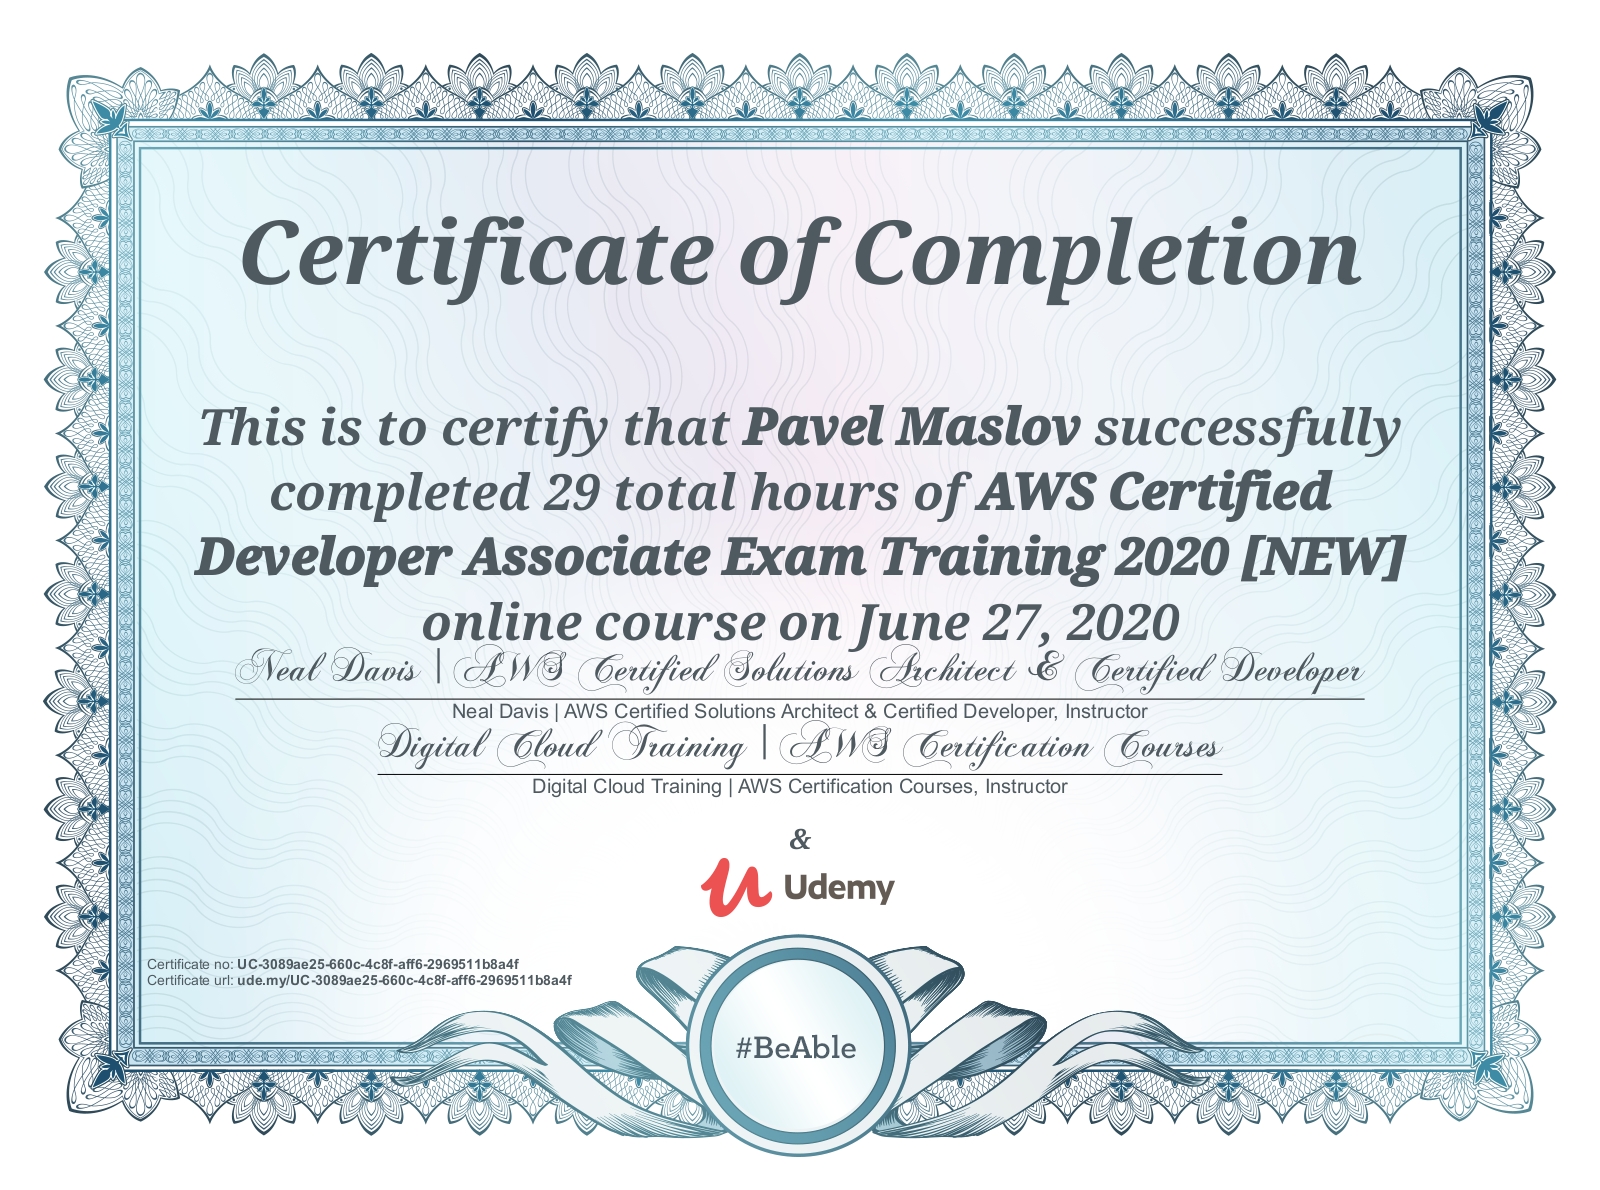 Certificate of Completion
This is to certify that Pavel Maslov successfully
completed 29 total hours of AWS Certified
Developer Associate Exam Training 2020 [NEW]
online course on June 27, 2020
Neal Davis | AWS Certified Solutions Architect & Certified Developer
Neal Davis | AWS Certified Solutions Architect & Certified Developer, Instructor
Digital Cloud Training | AWS Certification Courses
Digital Cloud Training | AWS Certification Courses, Instructor
&
Udemy
Certificate no: UC-3089ae25-660c-4c8f-aff6-2969511b8a4f
Certificate url: ude.my/UC-3089ae25-660c-4c8f-aff6-2969511b8a4f
#BeAble